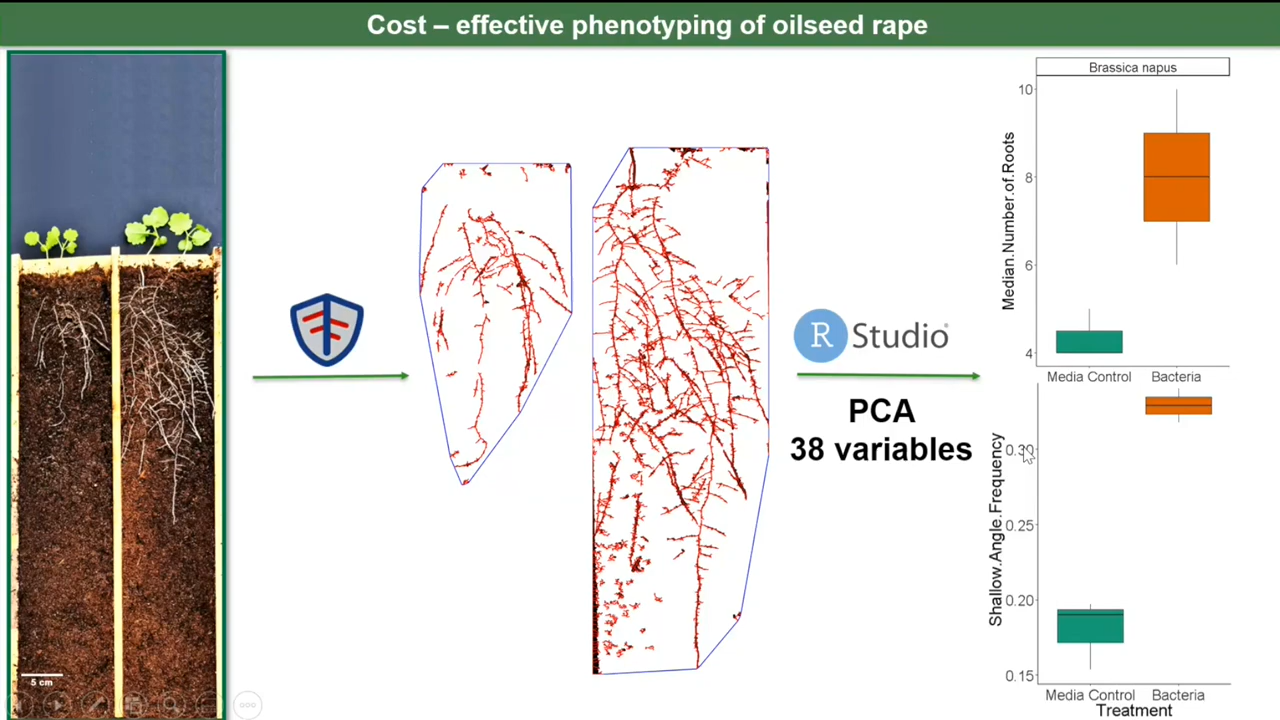 Cost – effective phenotyping of oilseed rape
5 cm
R Studio®
PCA
38 variables
Brassica napus
Median.Number.of.Roots
10
8
6
4
Media Control
Bacteria
Shallow.Angle.Frequency
0.30
0.25
0.20
0.15
Media Control
Bacteria
Treatment